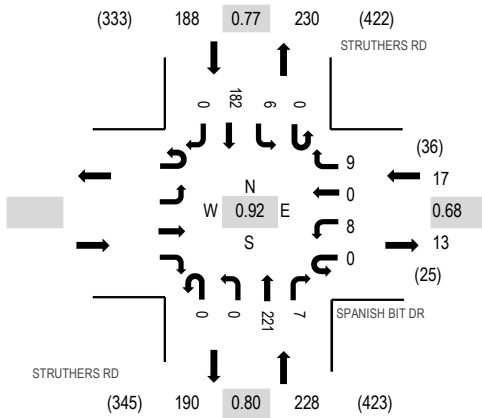 (333) 188 0.77 230 (422)
STRUTHERS RD
0 182 6 0
(36)
9
17
0
N
W 0.92 E
S
0.68
8
13
0
(25)
0 0 221 7
SPANISH BIT DR
STRUTHERS RD
(345) 190 0.80 228 (423)